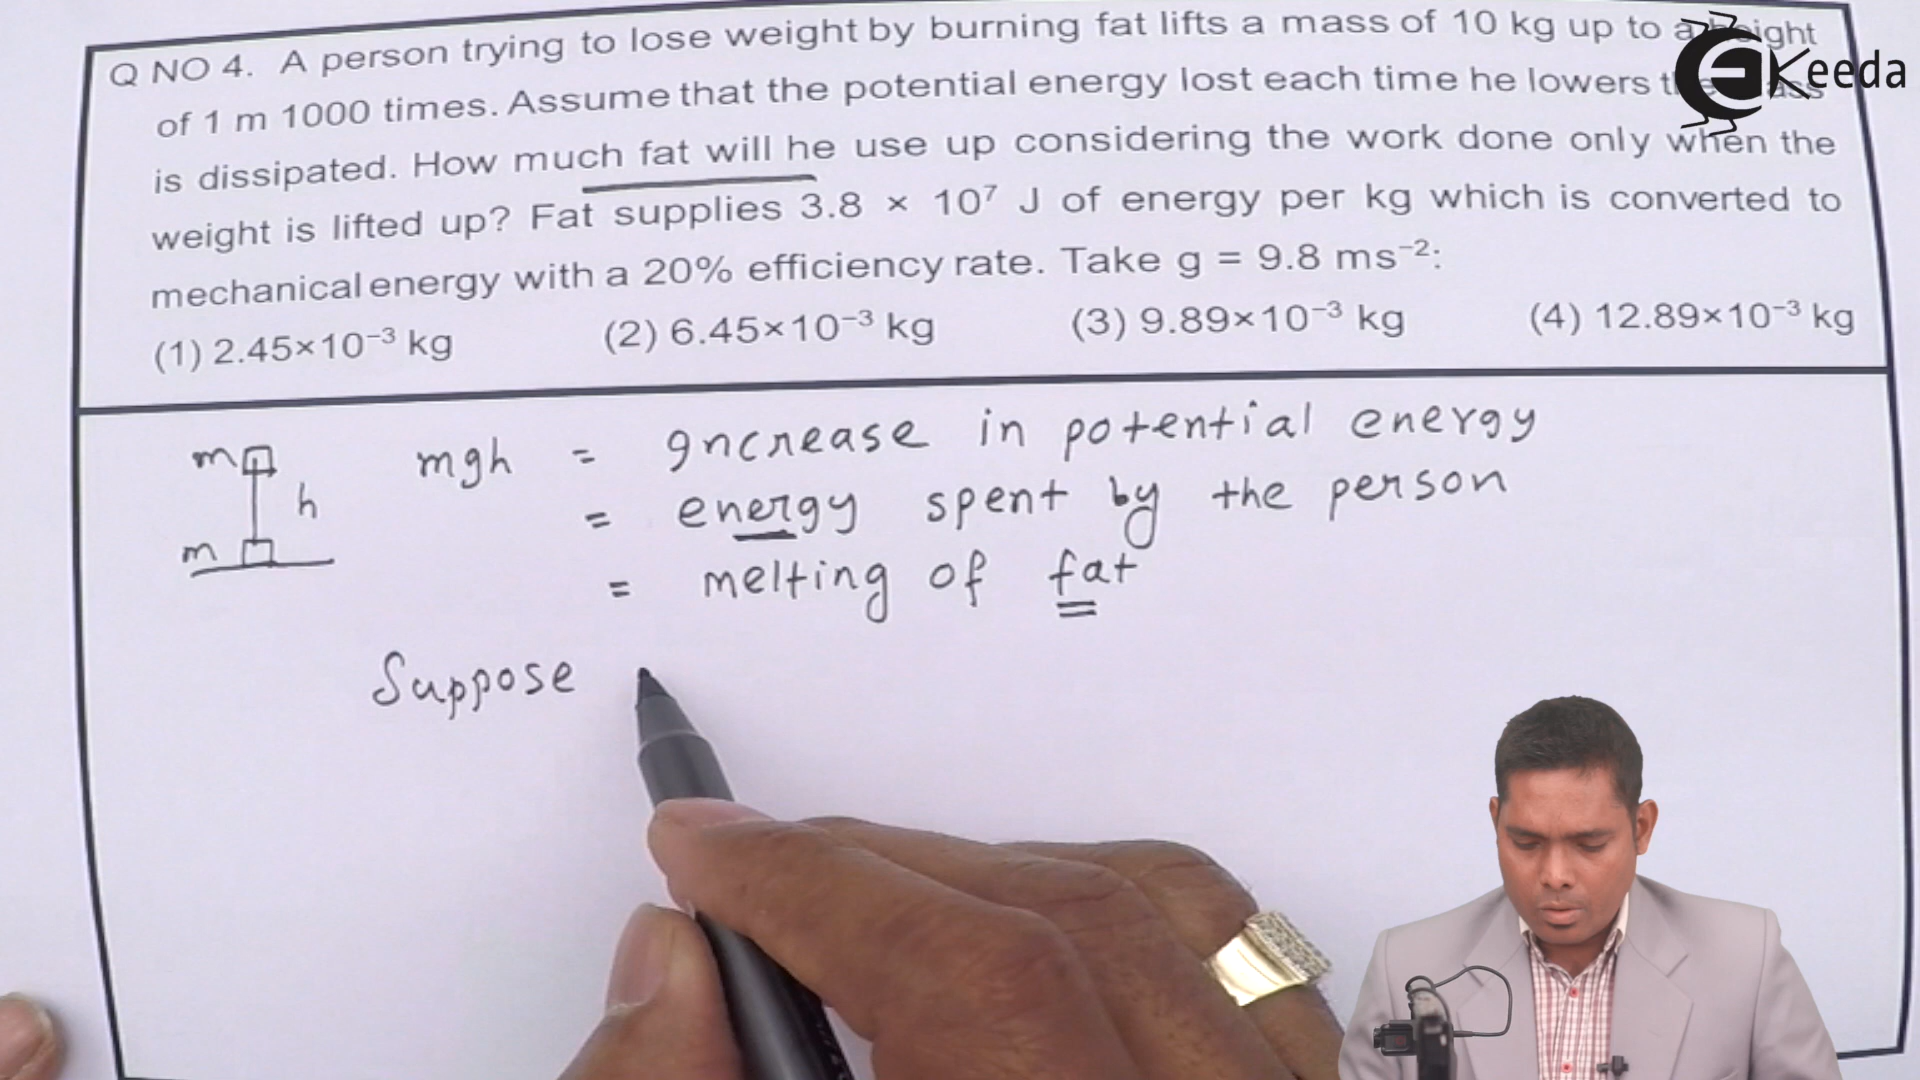 Q NO 4. A person trying to lose weight by burning fat lifts a mass of 10 kg up to a height
of 1 m 1000 times. Assume that the potential energy lost each time he lowers the mass
is dissipated. How much fat will he use up considering the work done only when the
weight is lifted up? Fat supplies 3.8 × 10⁷ J of energy per kg which is converted to
mechanical energy with a 20% efficiency rate. Take g = 9.8 ms⁻²:
(1) 2.45×10⁻³ kg (2) 6.45×10⁻³ kg (3) 9.89×10⁻³ kg (4) 12.89×10⁻³ kg
EKeeda
m
h
m
mgh = Increase in potential energy
= energy spent by the person
= melting of fat
Suppose